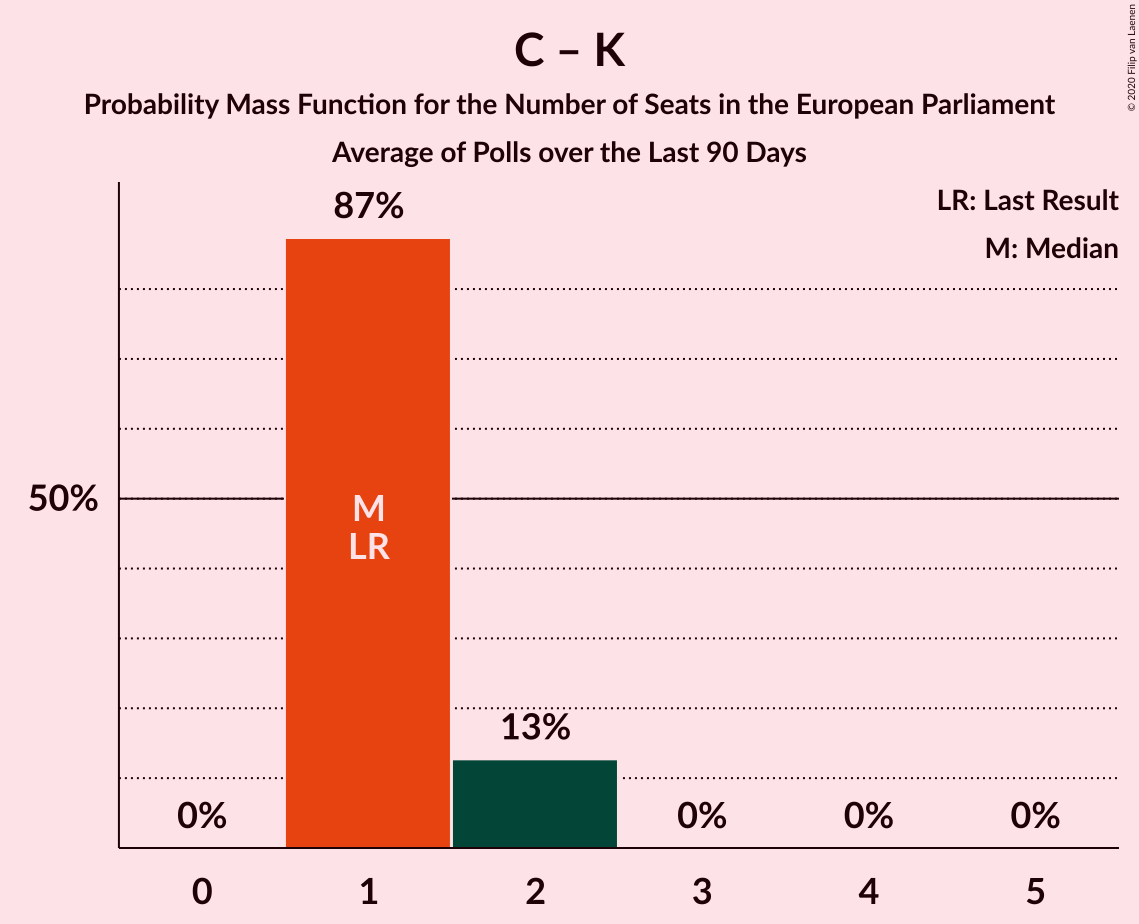 C – K
Probability Mass Function for the Number of Seats in the European Parliament
Average of Polls over the Last 90 Days
© 2020 Filip van Laenen
LR: Last Result
M: Median
87%
50%
M
LR
13%
0%
0%
0%
0%
0
1
2
3
4
5